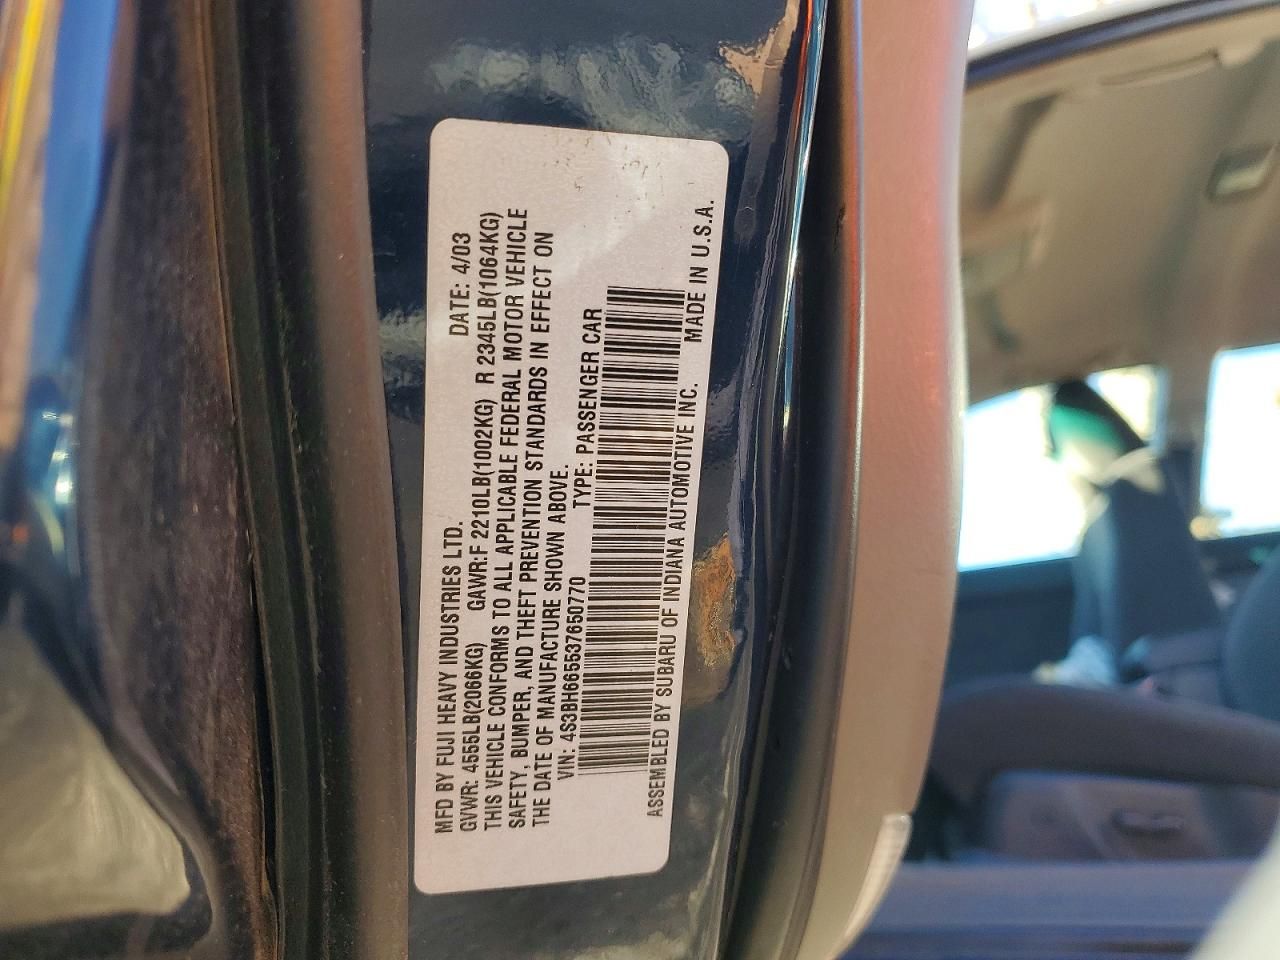 MFD BY FUJI HEAVY INDUSTRIES LTD. DATE: 4/03
GVWR: 4555LB(2066KG) GAWR:F 2210LB(1002KG) R 2345LB(1064KG)
THIS VEHICLE CONFORMS TO ALL APPLICABLE FEDERAL MOTOR VEHICLE
SAFETY, BUMPER, AND THEFT PREVENTION STANDARDS IN EFFECT ON
THE DATE OF MANUFACTURE SHOWN ABOVE.
VIN: 4S3BH665537650770 TYPE: PASSENGER CAR
ASSEMBLED BY SUBARU OF INDIANA AUTOMOTIVE INC. MADE IN U.S.A.